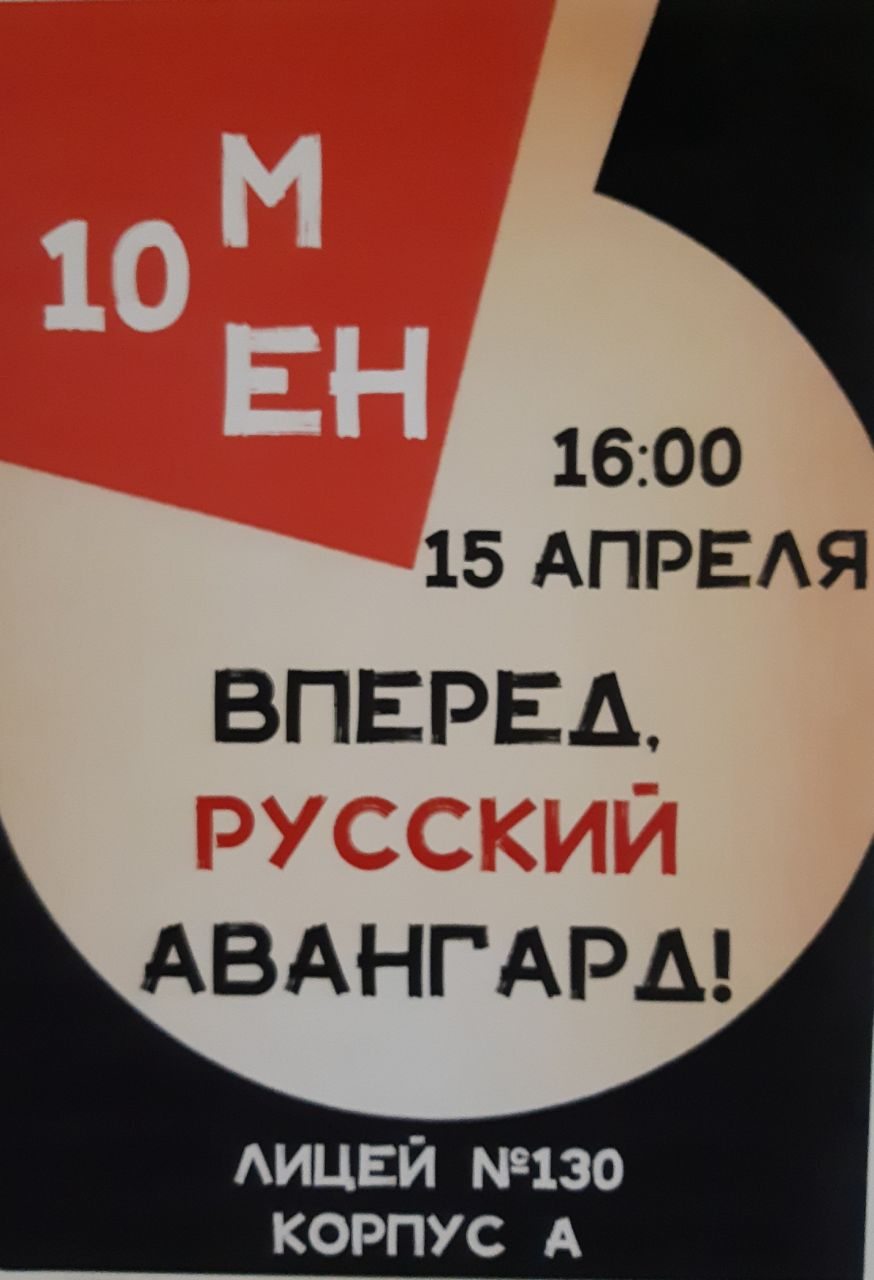 10 М
ЕН
16:00
15 АПРЕЛЯ
ВПЕРЕД,
РУССКИЙ
АВАНГАРД!
ЛИЦЕЙ №130
КОРПУС А